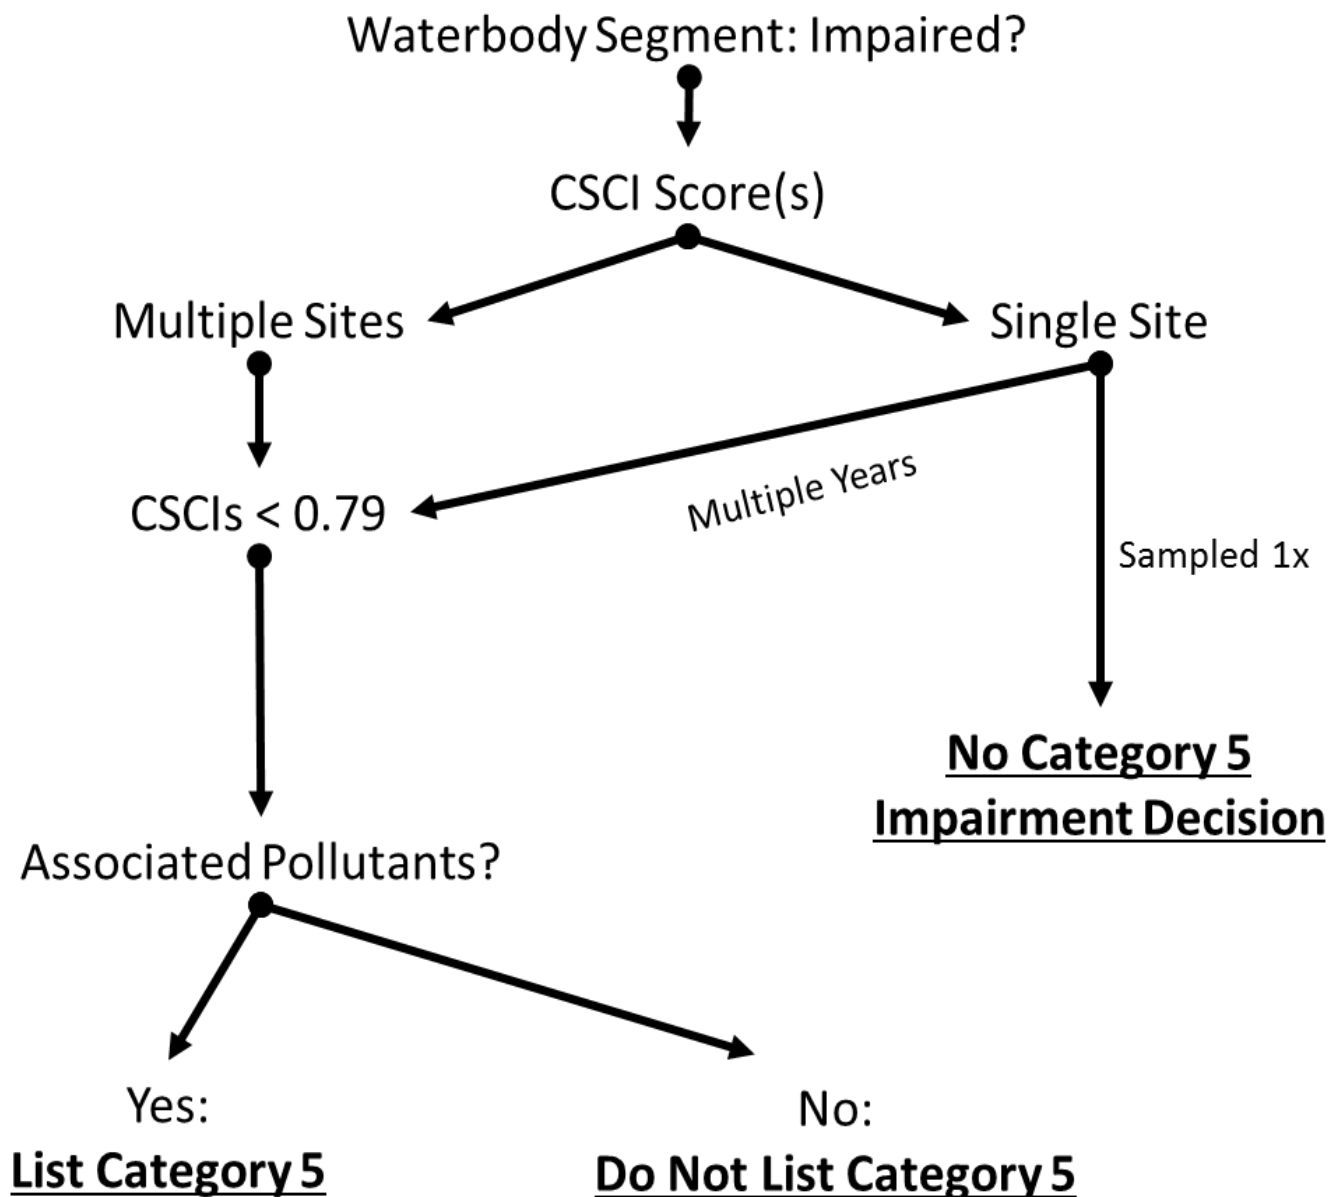 Waterbody Segment: Impaired?
CSCI Score(s)
Multiple Sites
Single Site
Multiple Years
CSCIs < 0.79
Sampled 1x
No Category 5
Impairment Decision
Associated Pollutants?
Yes:
List Category 5
No:
Do Not List Category 5